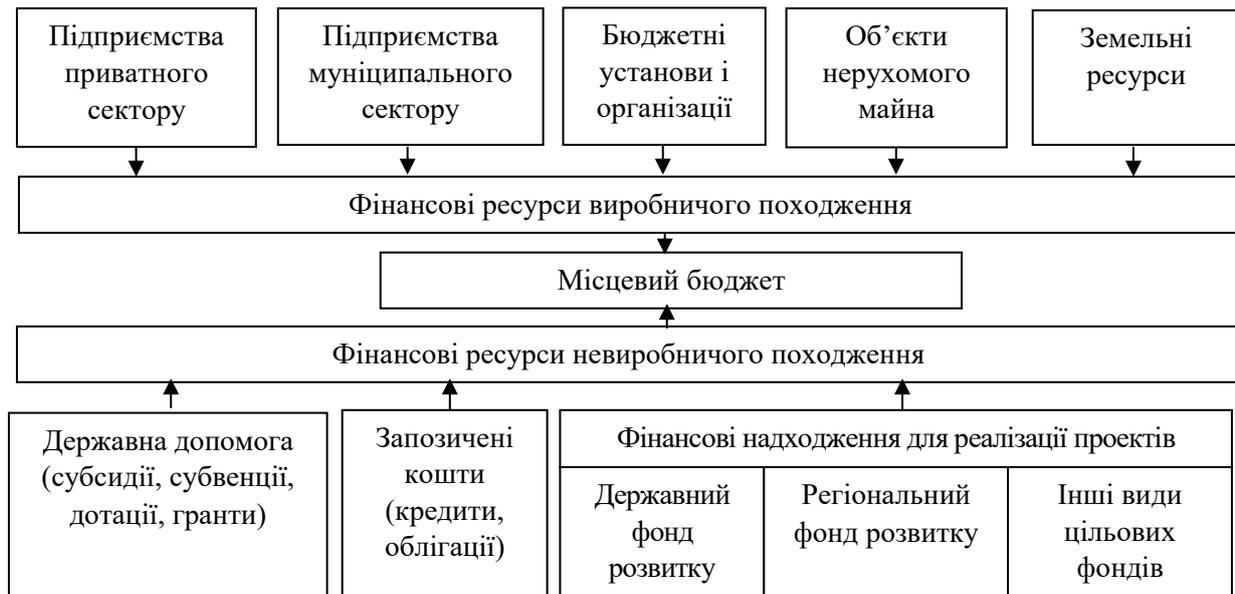 Підприємства
приватного
сектору
Підприємства
муніципального
сектору
Бюджетні
установи і
організації
Об’єкти
нерухомого
майна
Земельні
ресурси
Фінансові ресурси виробничого походження
Місцевий бюджет
Фінансові ресурси невиробничого походження
Державна допомога
(субсидії, субвенції,
дотації, гранти)
Запозичені
кошти
(кредити,
облігації)
Фінансові надходження для реалізації проектів
Державний
фонд
розвитку
Регіональний
фонд розвитку
Інші види
цільових
фондів